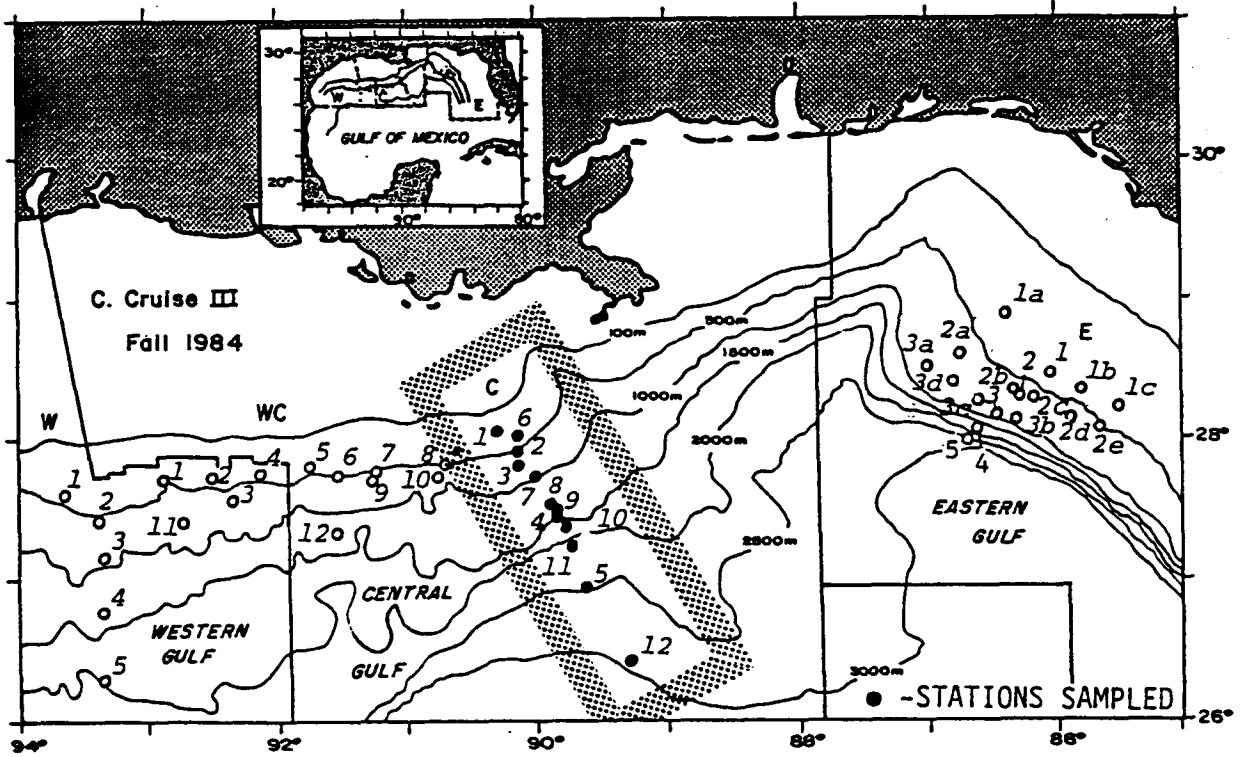 30°
W
C
E
GULF OF MEXICO
20°
90°
80°
30°
C. Cruise III
Fall 1984
100m
500m
1500m
1000m
2000m
2500m
3000m
1a
E
2a
3a
2
1
1b
3d
2b
3
1c
3c
2c
3b
2d
2e
5
4
W
WC
C
28°
1
6
2
3
7
8
9
4
10
11
5
12
1
2
4
5
6
7
8
3
9
10
1
2
11
12
3
4
5
EASTERN
GULF
CENTRAL
GULF
WESTERN
GULF
● -STATIONS SAMPLED
26°
94°
92°
90°
88°
86°